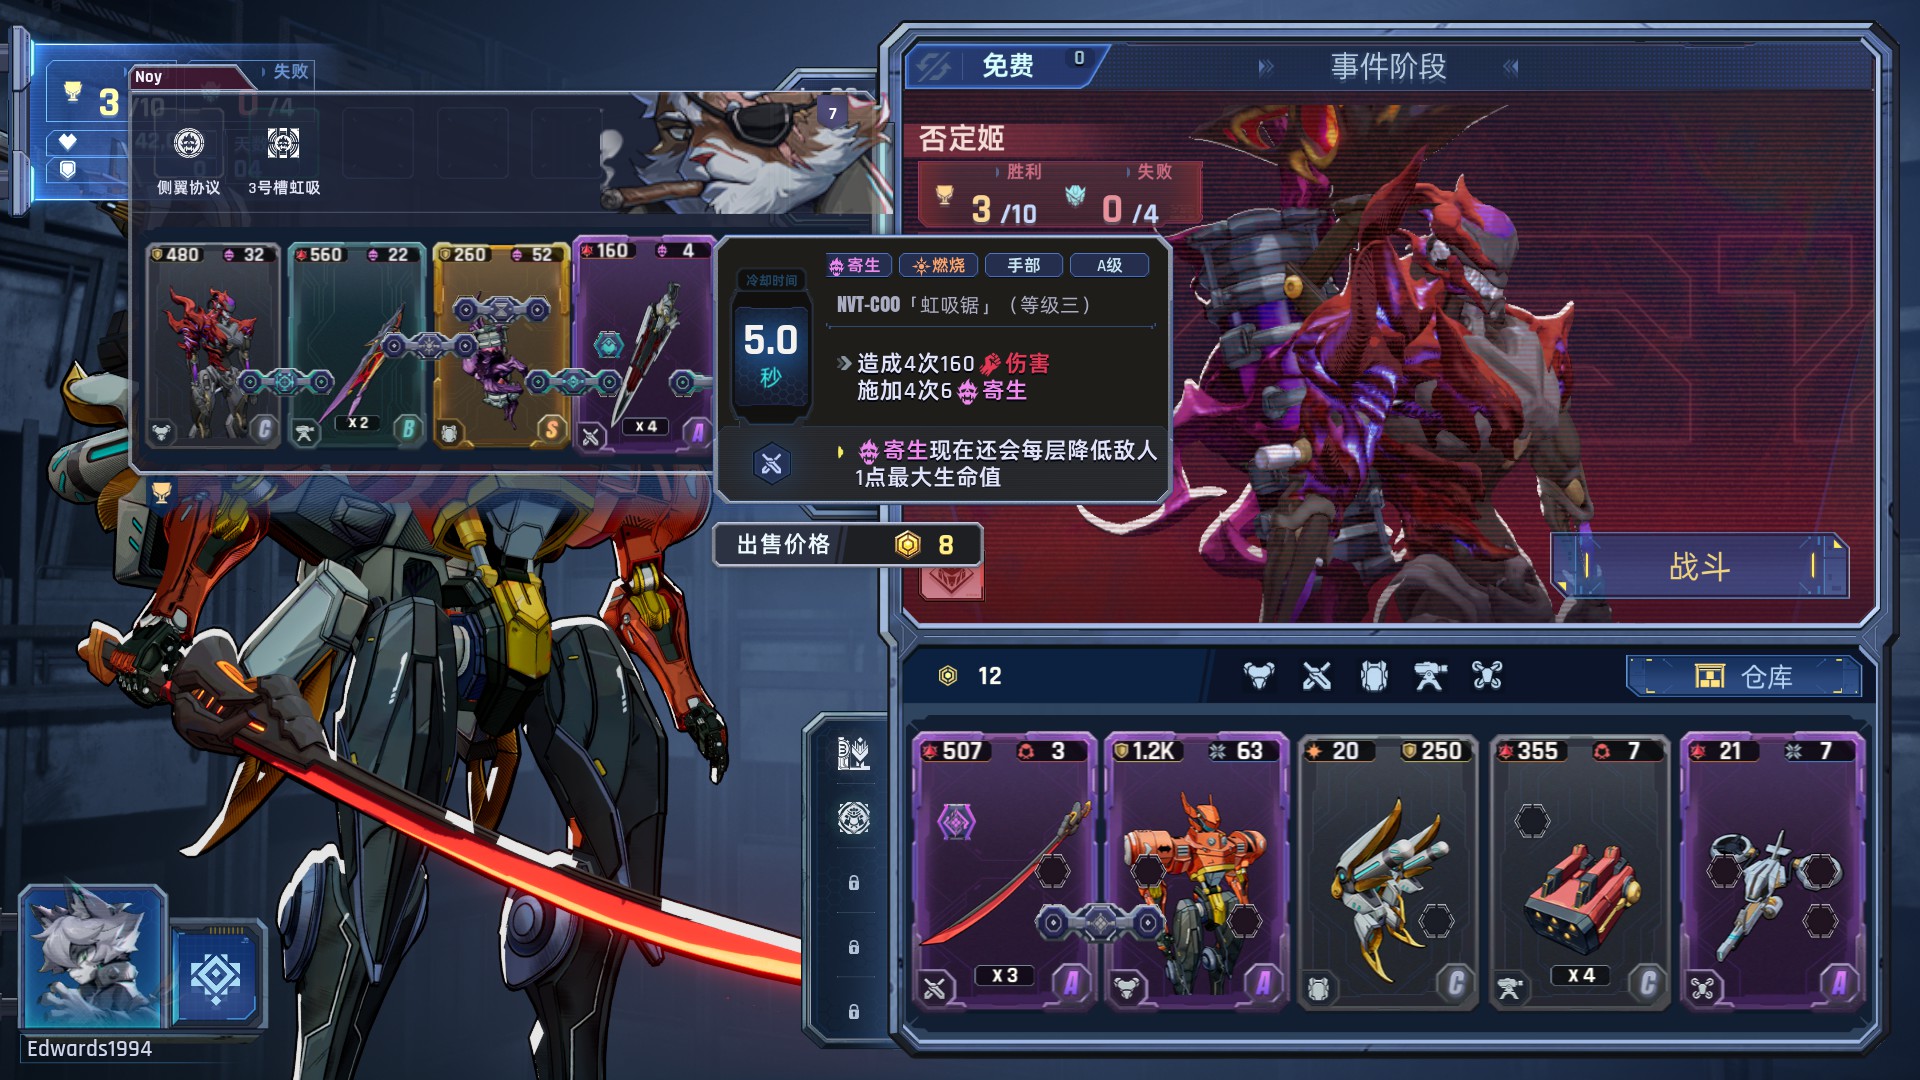 失败
3 /10 0 /4
Noy
7
侧翼协议 3号槽虹吸
480 32
560 22
260 52
160 4
C
x2 B
S
x4 A
冷却时间
5.0
秒
寄生 燃烧 手部 A级
NVT-C00「虹吸锯」（等级三）
造成4次160伤害
施加4次6寄生
寄生现在还会每层降低敌人
1点最大生命值
出售价格 8
免费 0
事件阶段
否定姬
胜利 失败
3 /10 0 /4
战斗
12
仓库
507 3
1.2K 63
20 250
355 7
21 7
x3 A
A
C
x4 C
A
Edwards1994